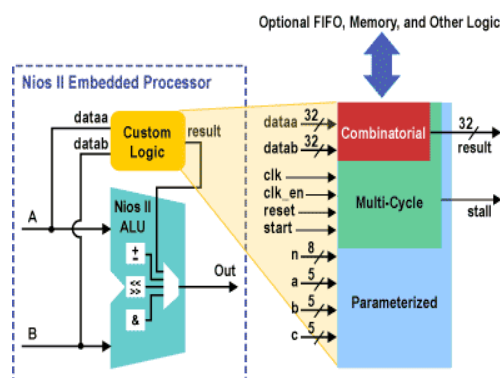 Optional FIFO, Memory, and Other Logic
Nios II Embedded Processor
dataa
datab
Custom
Logic
result
A
Nios II
ALU
+
-
<<
>>
&
Out
B
dataa
32
datab
32
clk
clk_en
reset
start
n
8
a
5
b
5
c
5
Combinatorial
Multi-Cycle
Parameterized
32
result
stall